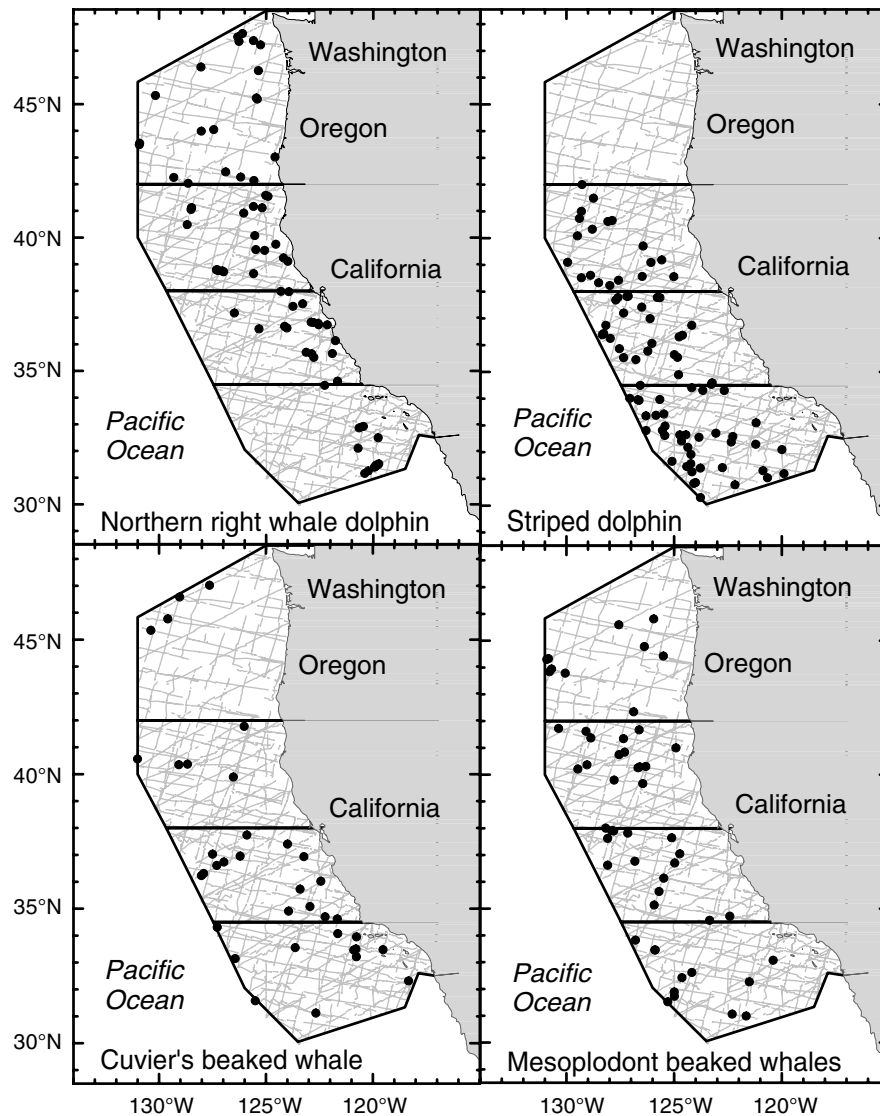 Washington
Washington
45°N
Oregon
Oregon
40°N
California
California
35°N
Pacific
Ocean
Pacific
Ocean
30°N
Northern right whale dolphin
Striped dolphin
Washington
Washington
45°N
Oregon
Oregon
40°N
California
California
35°N
Pacific
Ocean
Pacific
Ocean
30°N
Cuvier's beaked whale
Mesoplodont beaked whales
130°W 125°W 120°W 130°W 125°W 120°W